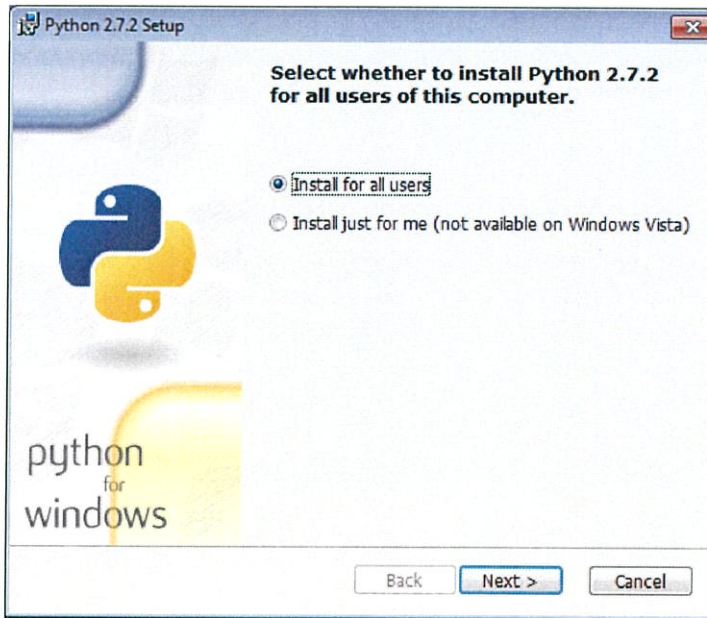 Python 2.7.2 Setup
Select whether to install Python 2.7.2
for all users of this computer.
Install for all users
Install just for me (not available on Windows Vista)
python
for
windows
Back
Next >
Cancel